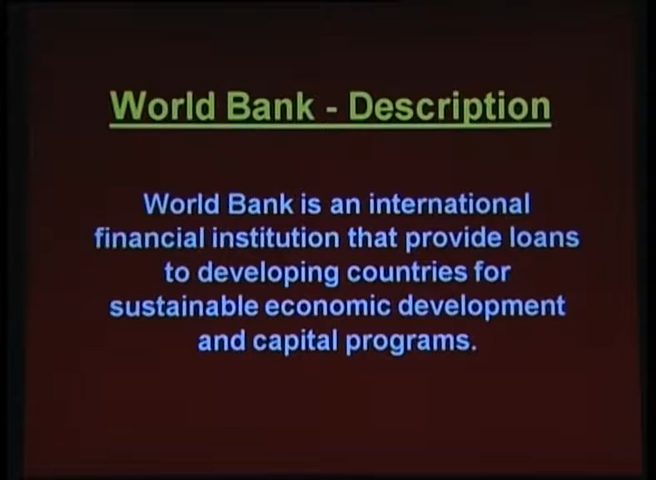 World Bank - Description
World Bank is an international
financial institution that provide loans
to developing countries for
sustainable economic development
and capital programs.